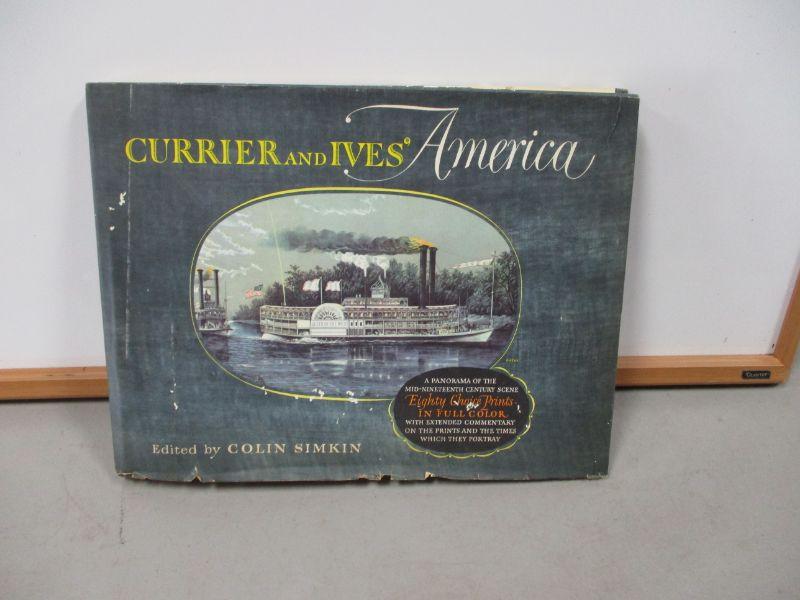 CURRIER AND IVES' America
A PANORAMA OF THE
MID-NINETEENTH CENTURY SCENE
Eighty Choice Prints
IN FULL COLOR
WITH EXTENDED COMMENTARY
ON THE PRINTS AND THE TIMES
WHICH THEY PORTRAY
Edited by COLIN SIMKIN
Quartet